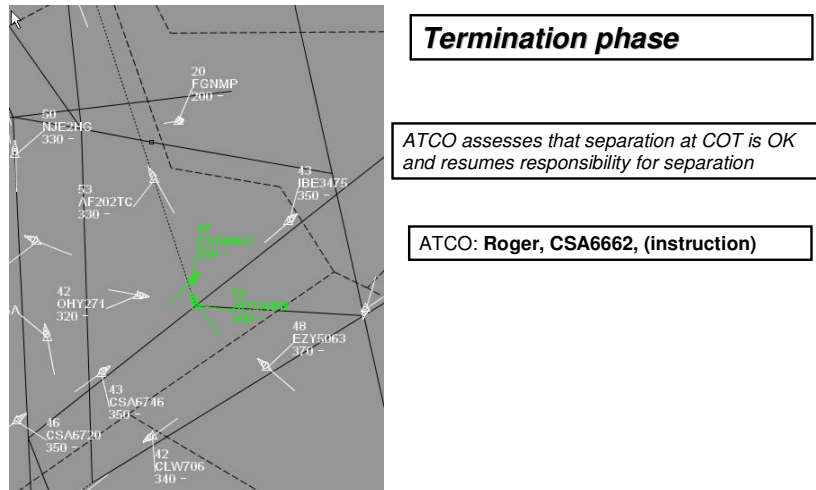 Termination phase
ATCO assesses that separation at COT is OK
and resumes responsibility for separation
ATCO: Roger, CSA6662, (instruction)
20
FGNMP
200 -
50
NJE2HG
330 -
43
IBE3475
350 -
53
AF202TC
330 -
47
CSA6662
42
OHY271
320 -
350 -
48
EZY5063
370 -
43
CSA6746
350 -
46
CSA6720
350 -
42
CLW706
340 -